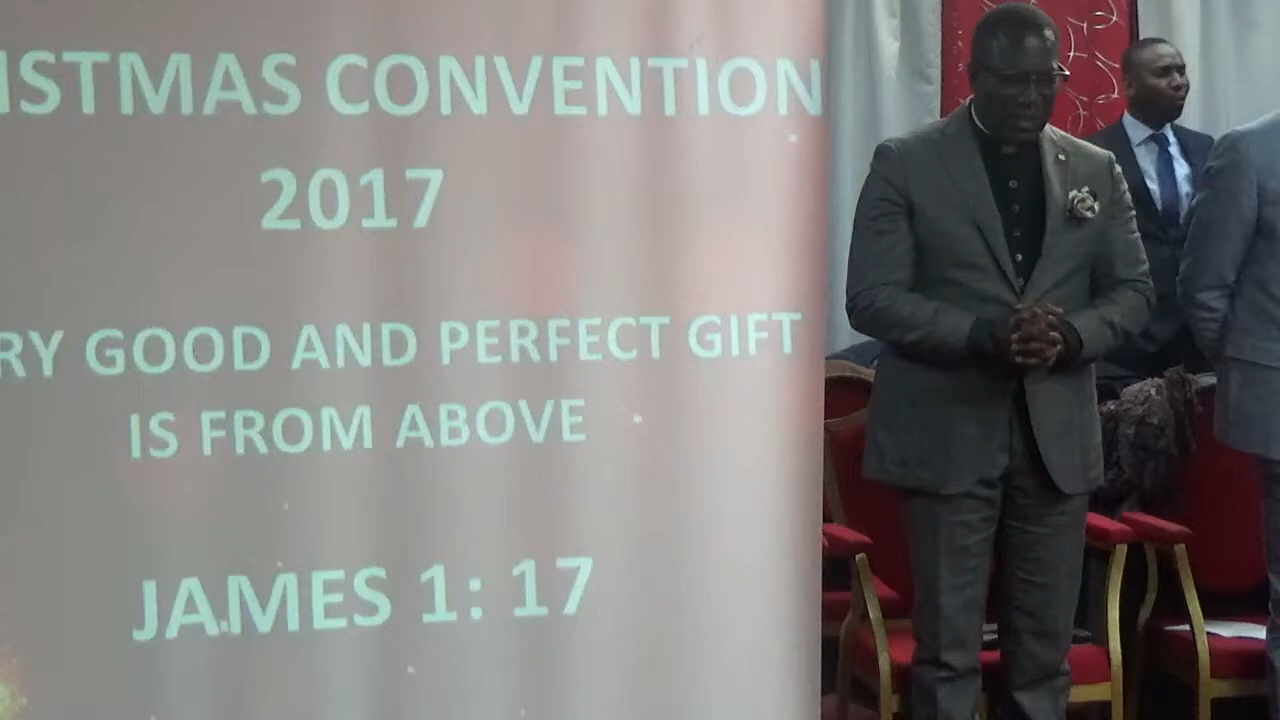 ISTMAS CONVENTION
2017
RY GOOD AND PERFECT GIFT
IS FROM ABOVE
JAMES 1: 17